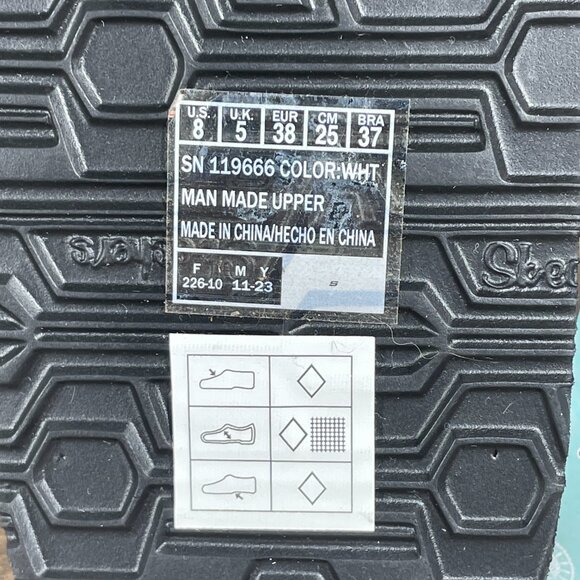 U.S. U.K. EUR CM BRA
8 5 38 25 37
SN 119666 COLOR:WHT
MAN MADE UPPER
MADE IN CHINA/HECHO EN CHINA
F M Y
226-10 11-23
S